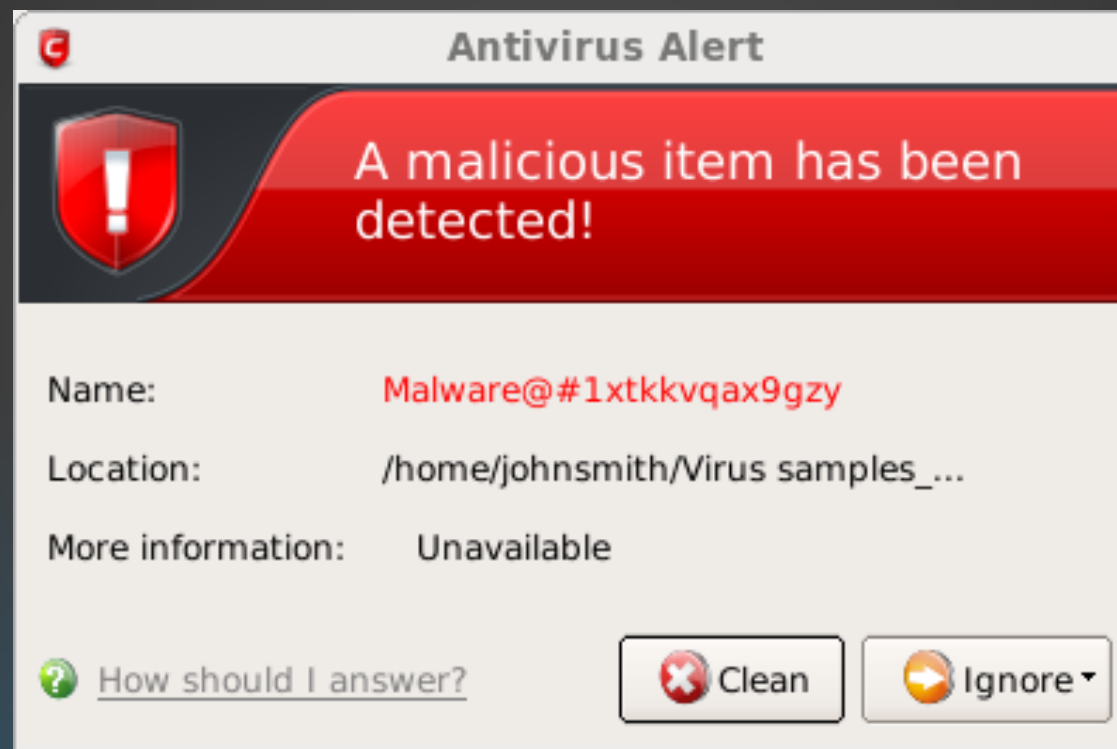 Antivirus Alert
A malicious item has been
detected!
Name: Malware@#1xtkkvqax9gzy
Location: /home/johnsmith/Virus samples_...
More information: Unavailable
How should I answer? Clean Ignore